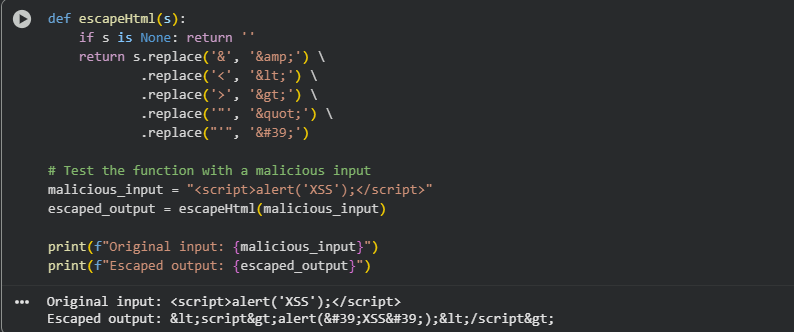 def escapeHtml(s):
    if s is None: return ''
    return s.replace('&', '&amp;') \
            .replace('<', '&lt;') \
            .replace('>', '&gt;') \
            .replace('"', '&quot;') \
            .replace("'", '&#39;')

# Test the function with a malicious input
malicious_input = "<script>alert('XSS');</script>"
escaped_output = escapeHtml(malicious_input)

print(f"Original input: {malicious_input}")
print(f"Escaped output: {escaped_output}")

Original input: <script>alert('XSS');</script>
Escaped output: &lt;script&gt;alert(&#39;XSS&#39;);&lt;/script&gt;